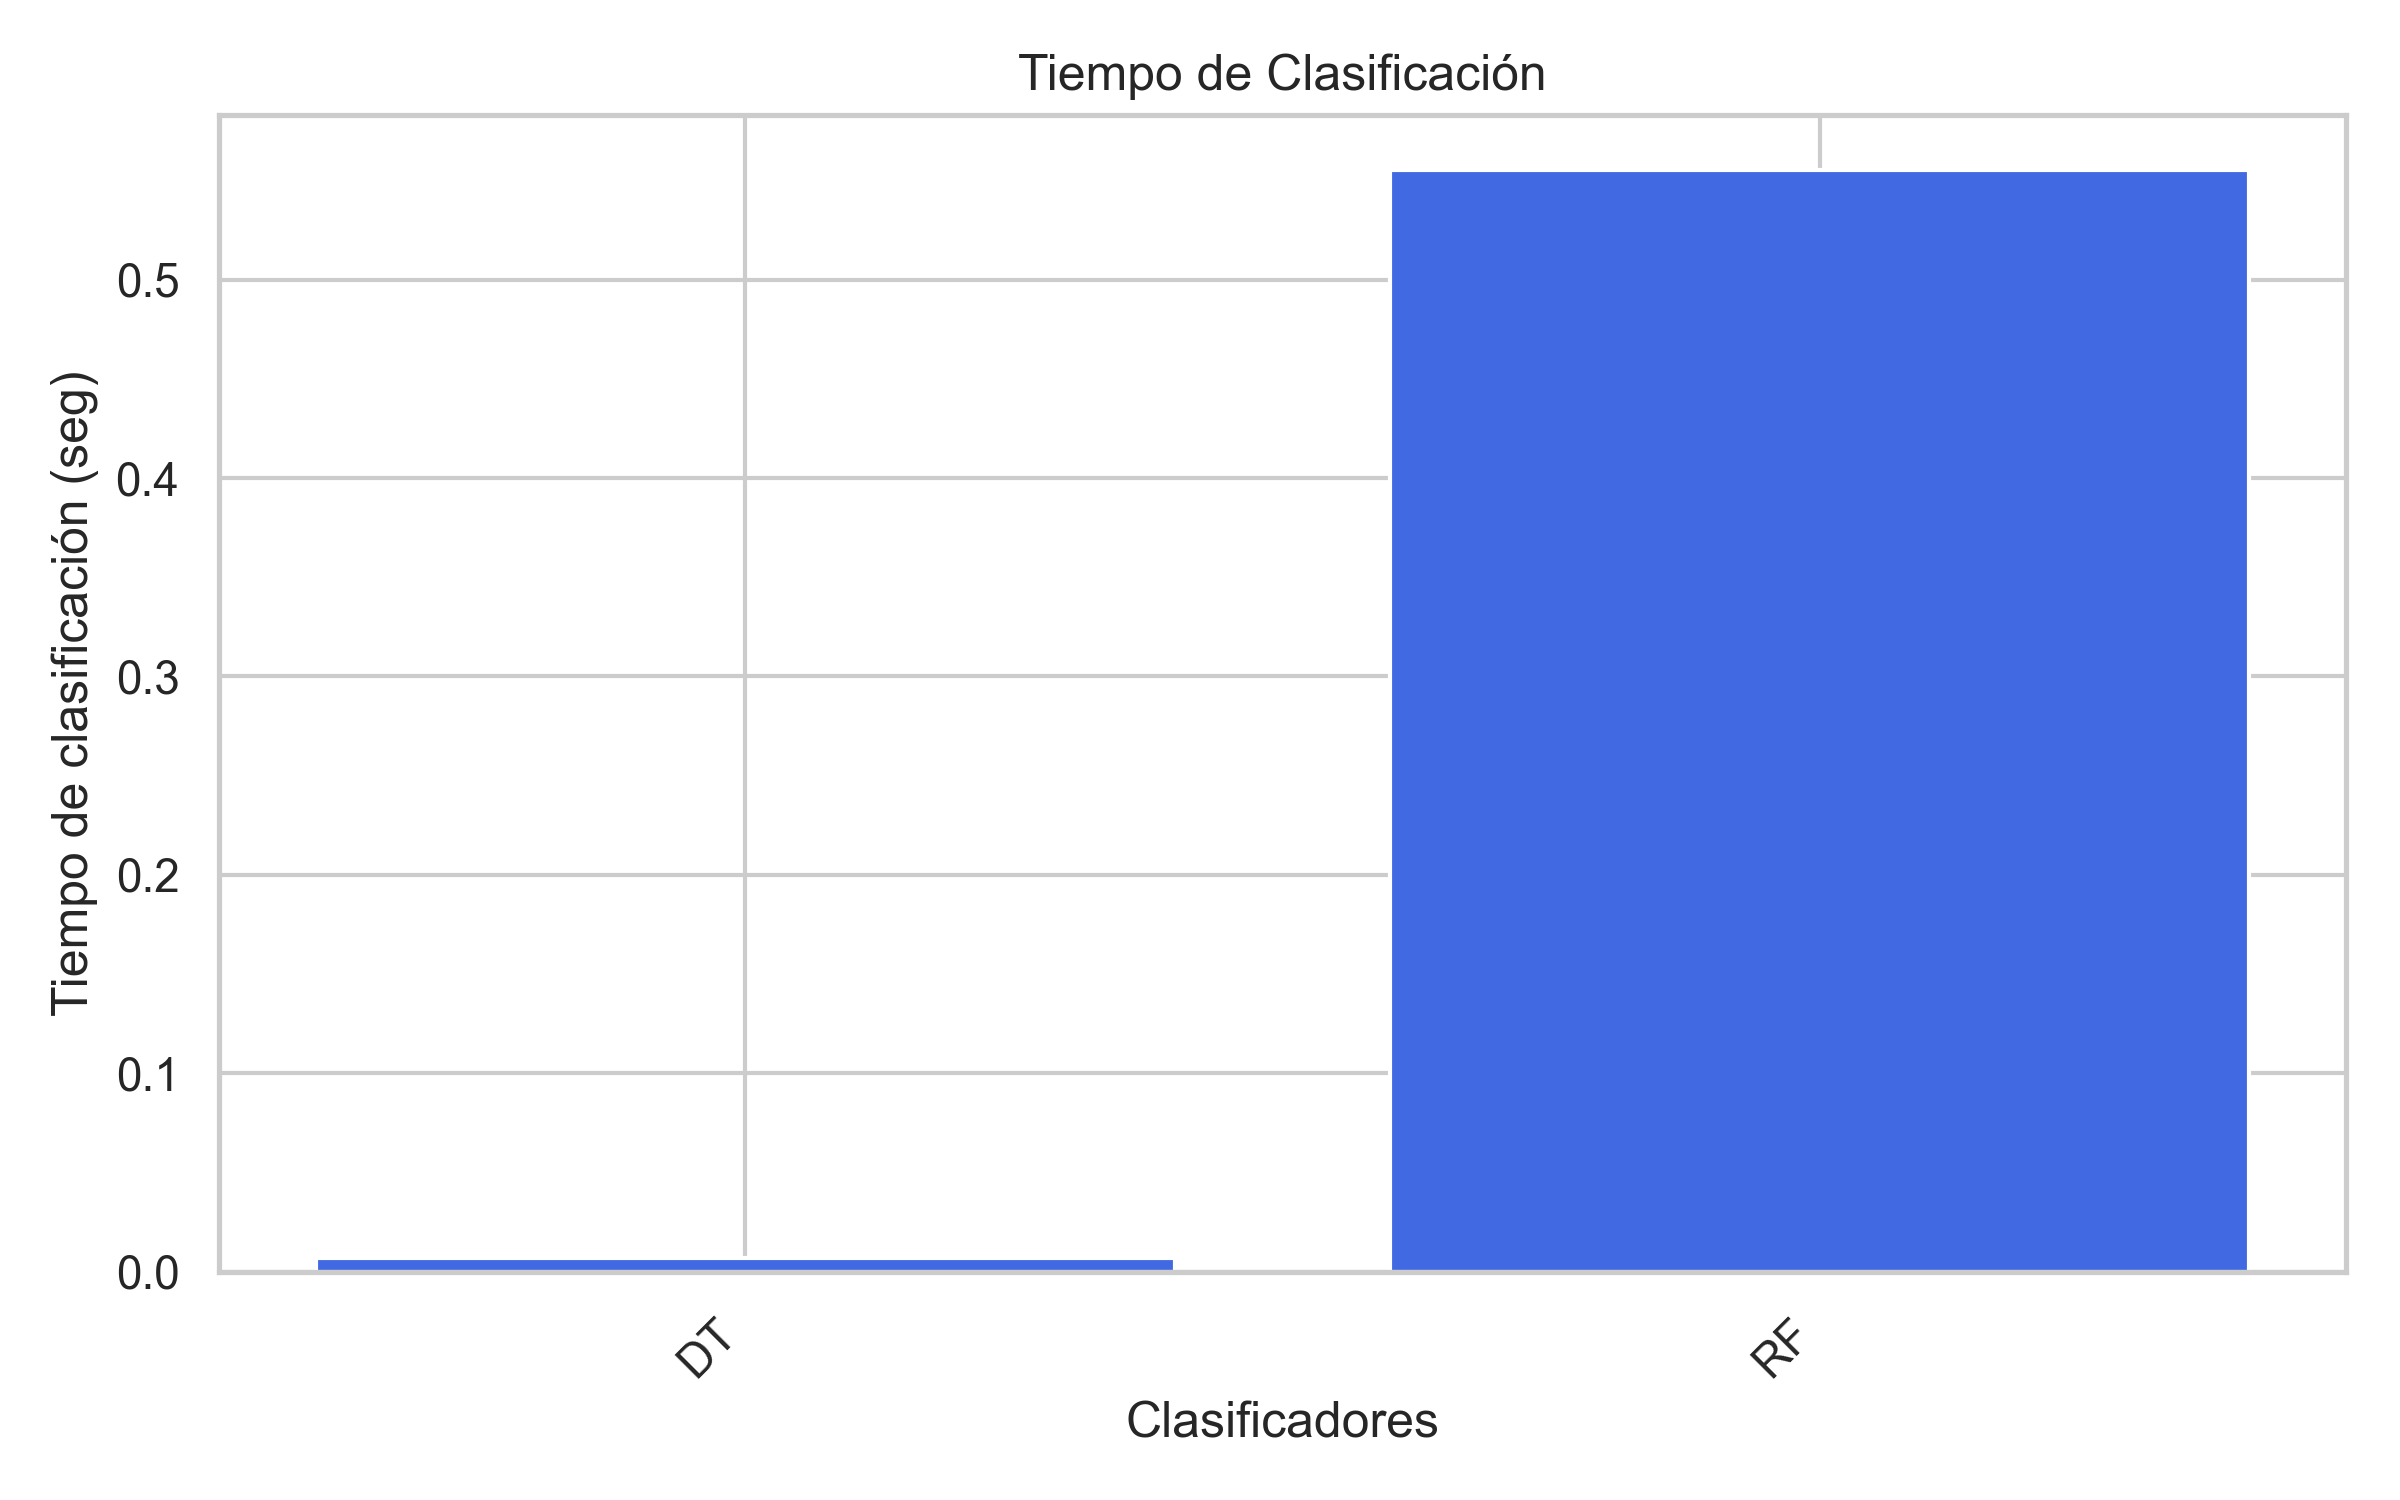 Tiempo de Clasificación
Tiempo de clasificación (seg)
0.5
0.4
0.3
0.2
0.1
0.0
DT
RF
Clasificadores